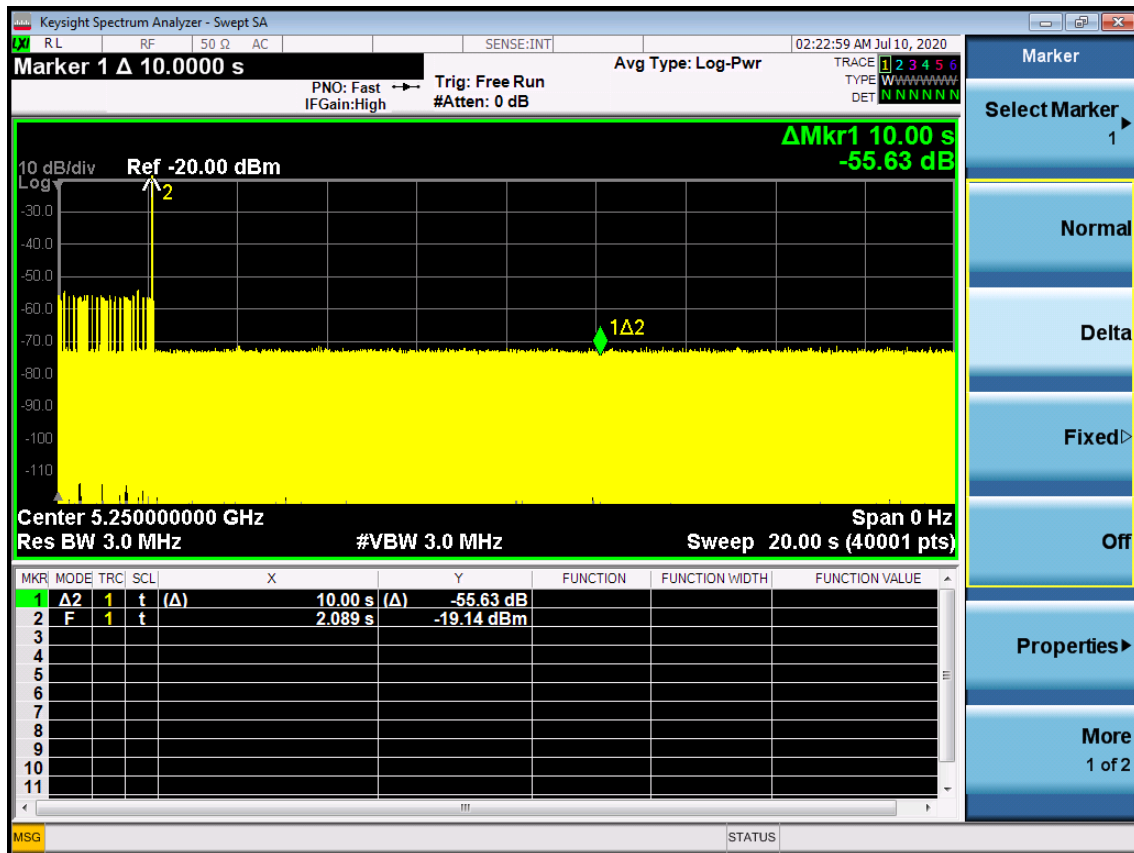 Keysight Spectrum Analyzer - Swept SA
LXI RL RF 50 Ω AC SENSE:INT 02:22:59 AM Jul 10, 2020
Marker 1 Δ 10.0000 s
PNO: Fast
IFGain:High
Trig: Free Run
#Atten: 0 dB
Avg Type: Log-Pwr
TRACE 1 2 3 4 5 6
TYPE WWWWWW
DET N N N N N N
ΔMkr1 10.00 s
-55.63 dB
10 dB/div Ref -20.00 dBm
Log
2
-30.0
-40.0
-50.0
-60.0
1Δ2
-70.0
-80.0
-90.0
-100
-110
Center 5.250000000 GHz Span 0 Hz
Res BW 3.0 MHz #VBW 3.0 MHz Sweep 20.00 s (40001 pts)
MKR MODE TRC SCL X Y FUNCTION FUNCTION WIDTH FUNCTION VALUE
1 Δ2 1 t (Δ) 10.00 s (Δ) -55.63 dB
2 F 1 t 2.089 s -19.14 dBm
3
4
5
6
7
8
9
10
11
MSG STATUS
Marker
Select Marker
1
Normal
Delta
Fixed
Off
Properties
More
1 of 2